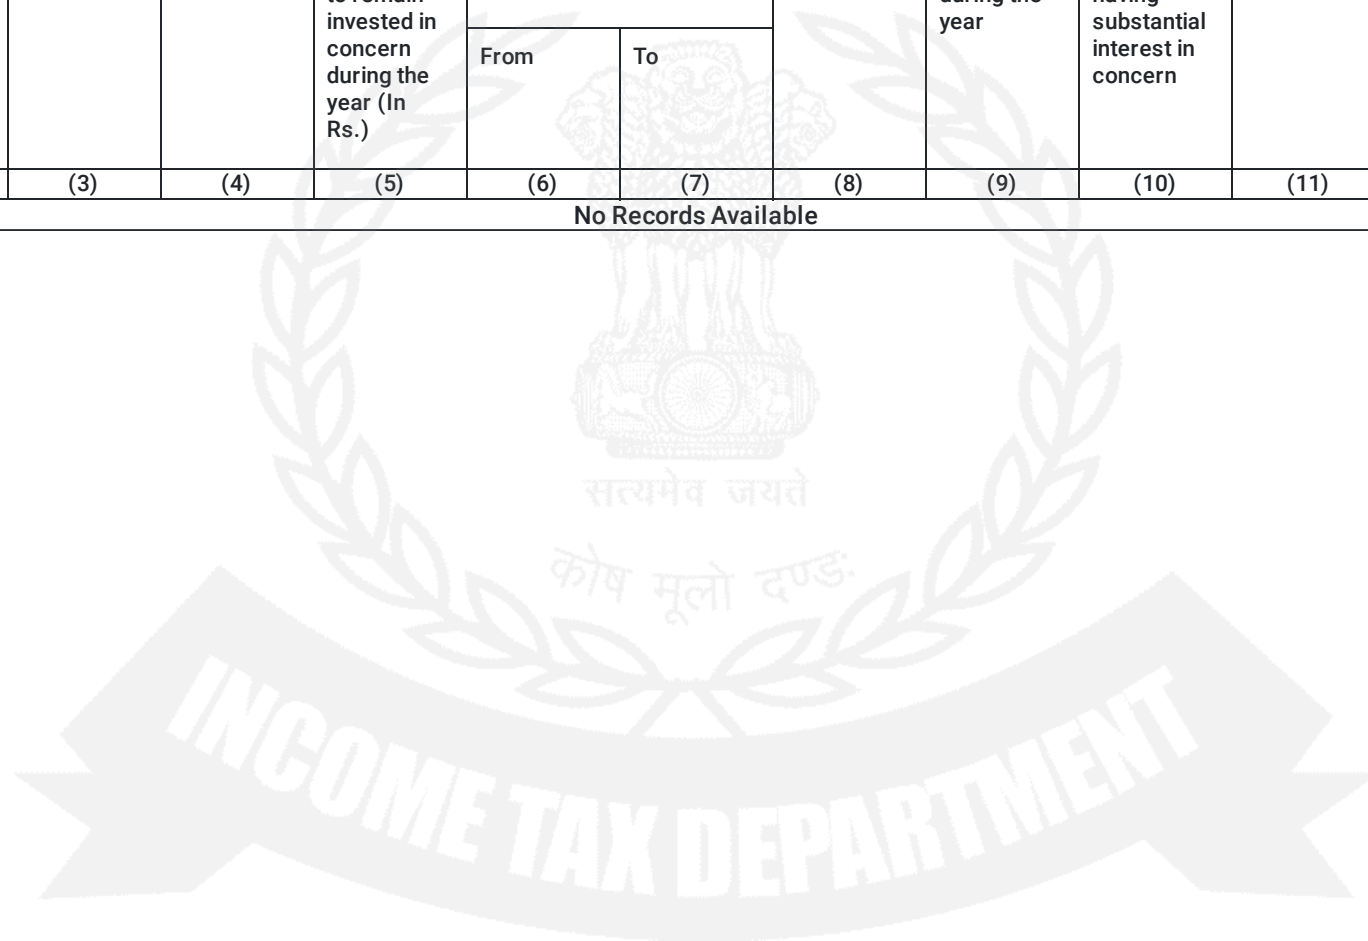 to remain
invested in
concern
during the
year (In
Rs.)
From
To
during the
year
having
substantial
interest in
concern
(3) (4) (5) (6) (7) (8) (9) (10) (11)
No Records Available
सत्यमेव जयते
कोष मूलो दण्डः
INCOME TAX DEPARTMENT